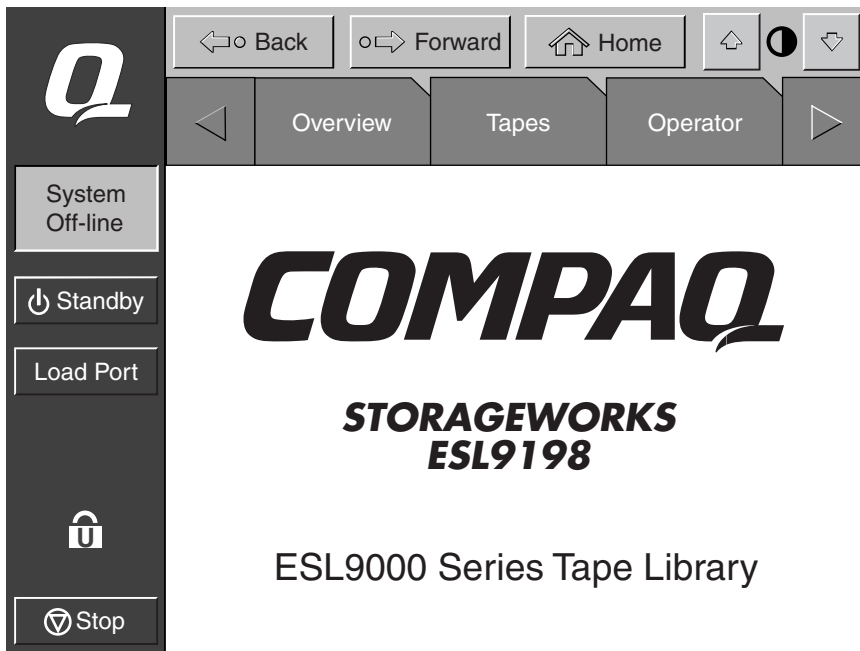 Q
Back
Forward
Home
Overview
Tapes
Operator
System
Off-line
Standby
Load Port
U
Stop
COMPAQ
STORAGEWORKS
ESL9198
ESL9000 Series Tape Library